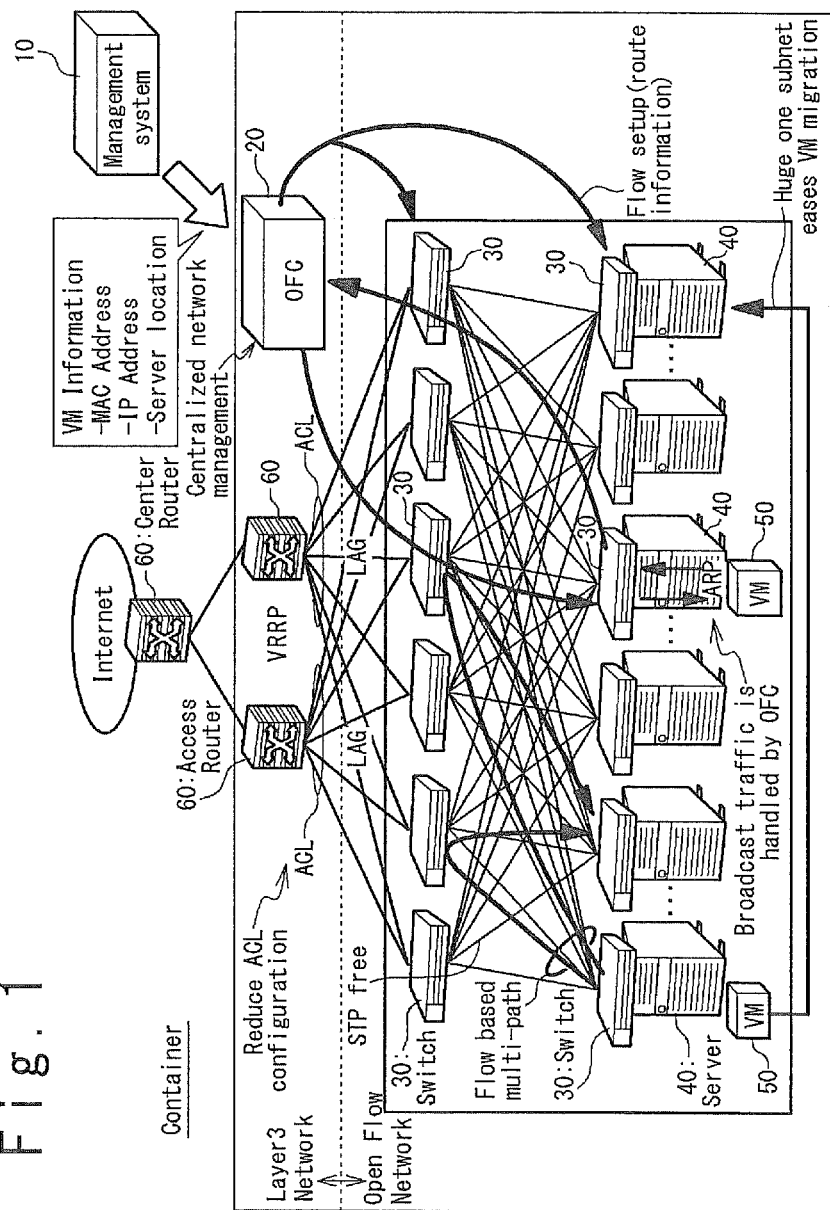 Fig. 1
Container
Internet
60:Center
Router
60:Access
Router
60
VRRP
LAG
LAG
ACL
ACL
Reduce ACL
configuration
Layer3
Network
Open Flow
Network
VM Information
-MAC Address
-IP Address
-Server location
Centralized network
management
Management
system
10
OFC
20
STP free
30:
Switch
30
30
Flow setup(route
information)
Flow based
multi-path
30:Switch
30
30
40:
Server
40
40
ARP
VM
50
VM
50
Broadcast traffic is
handled by OFC
Huge one subnet
eases VM migration